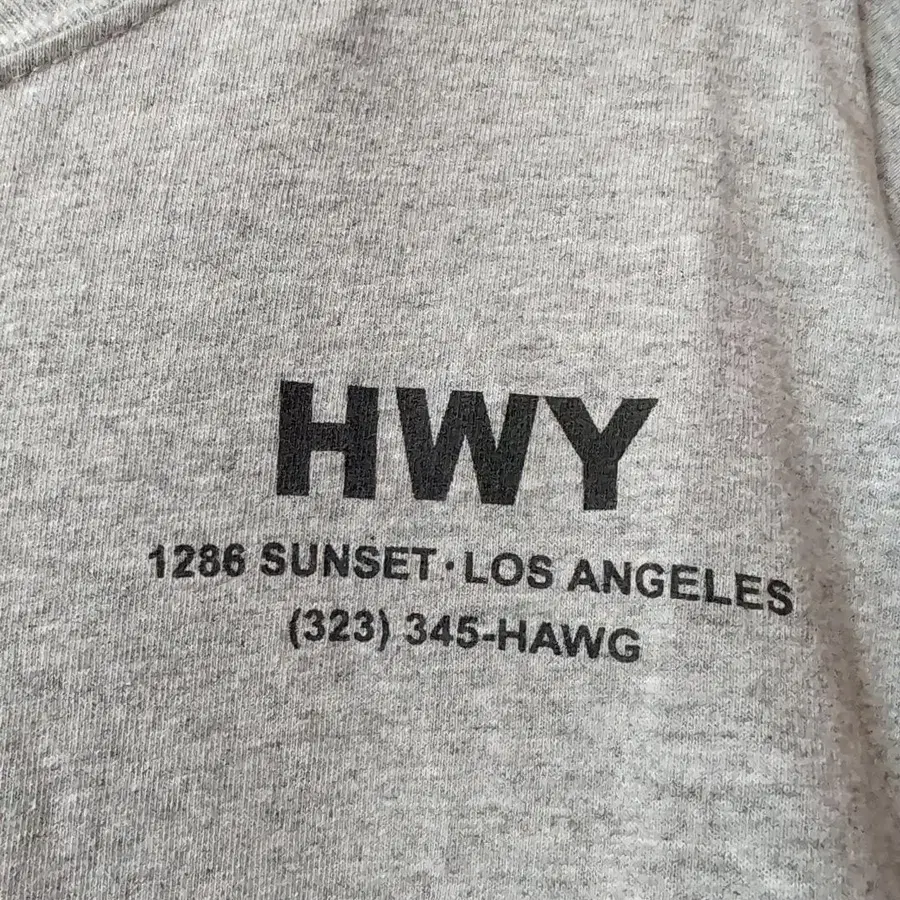 HWY
1286 SUNSET · LOS ANGELES
(323) 345-HAWG